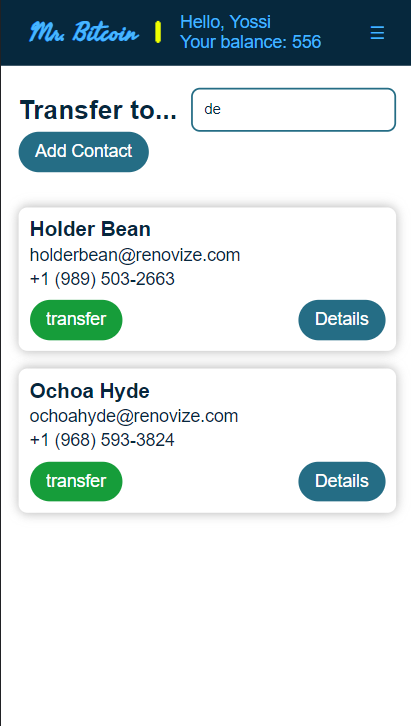 Mr. Bitcoin
Hello, Yossi
Your balance: 556
☰
Transfer to...
de
Add Contact
Holder Bean
holderbean@renovize.com
+1 (989) 503-2663
transfer
Details
Ochoa Hyde
ochoahyde@renovize.com
+1 (968) 593-3824
transfer
Details